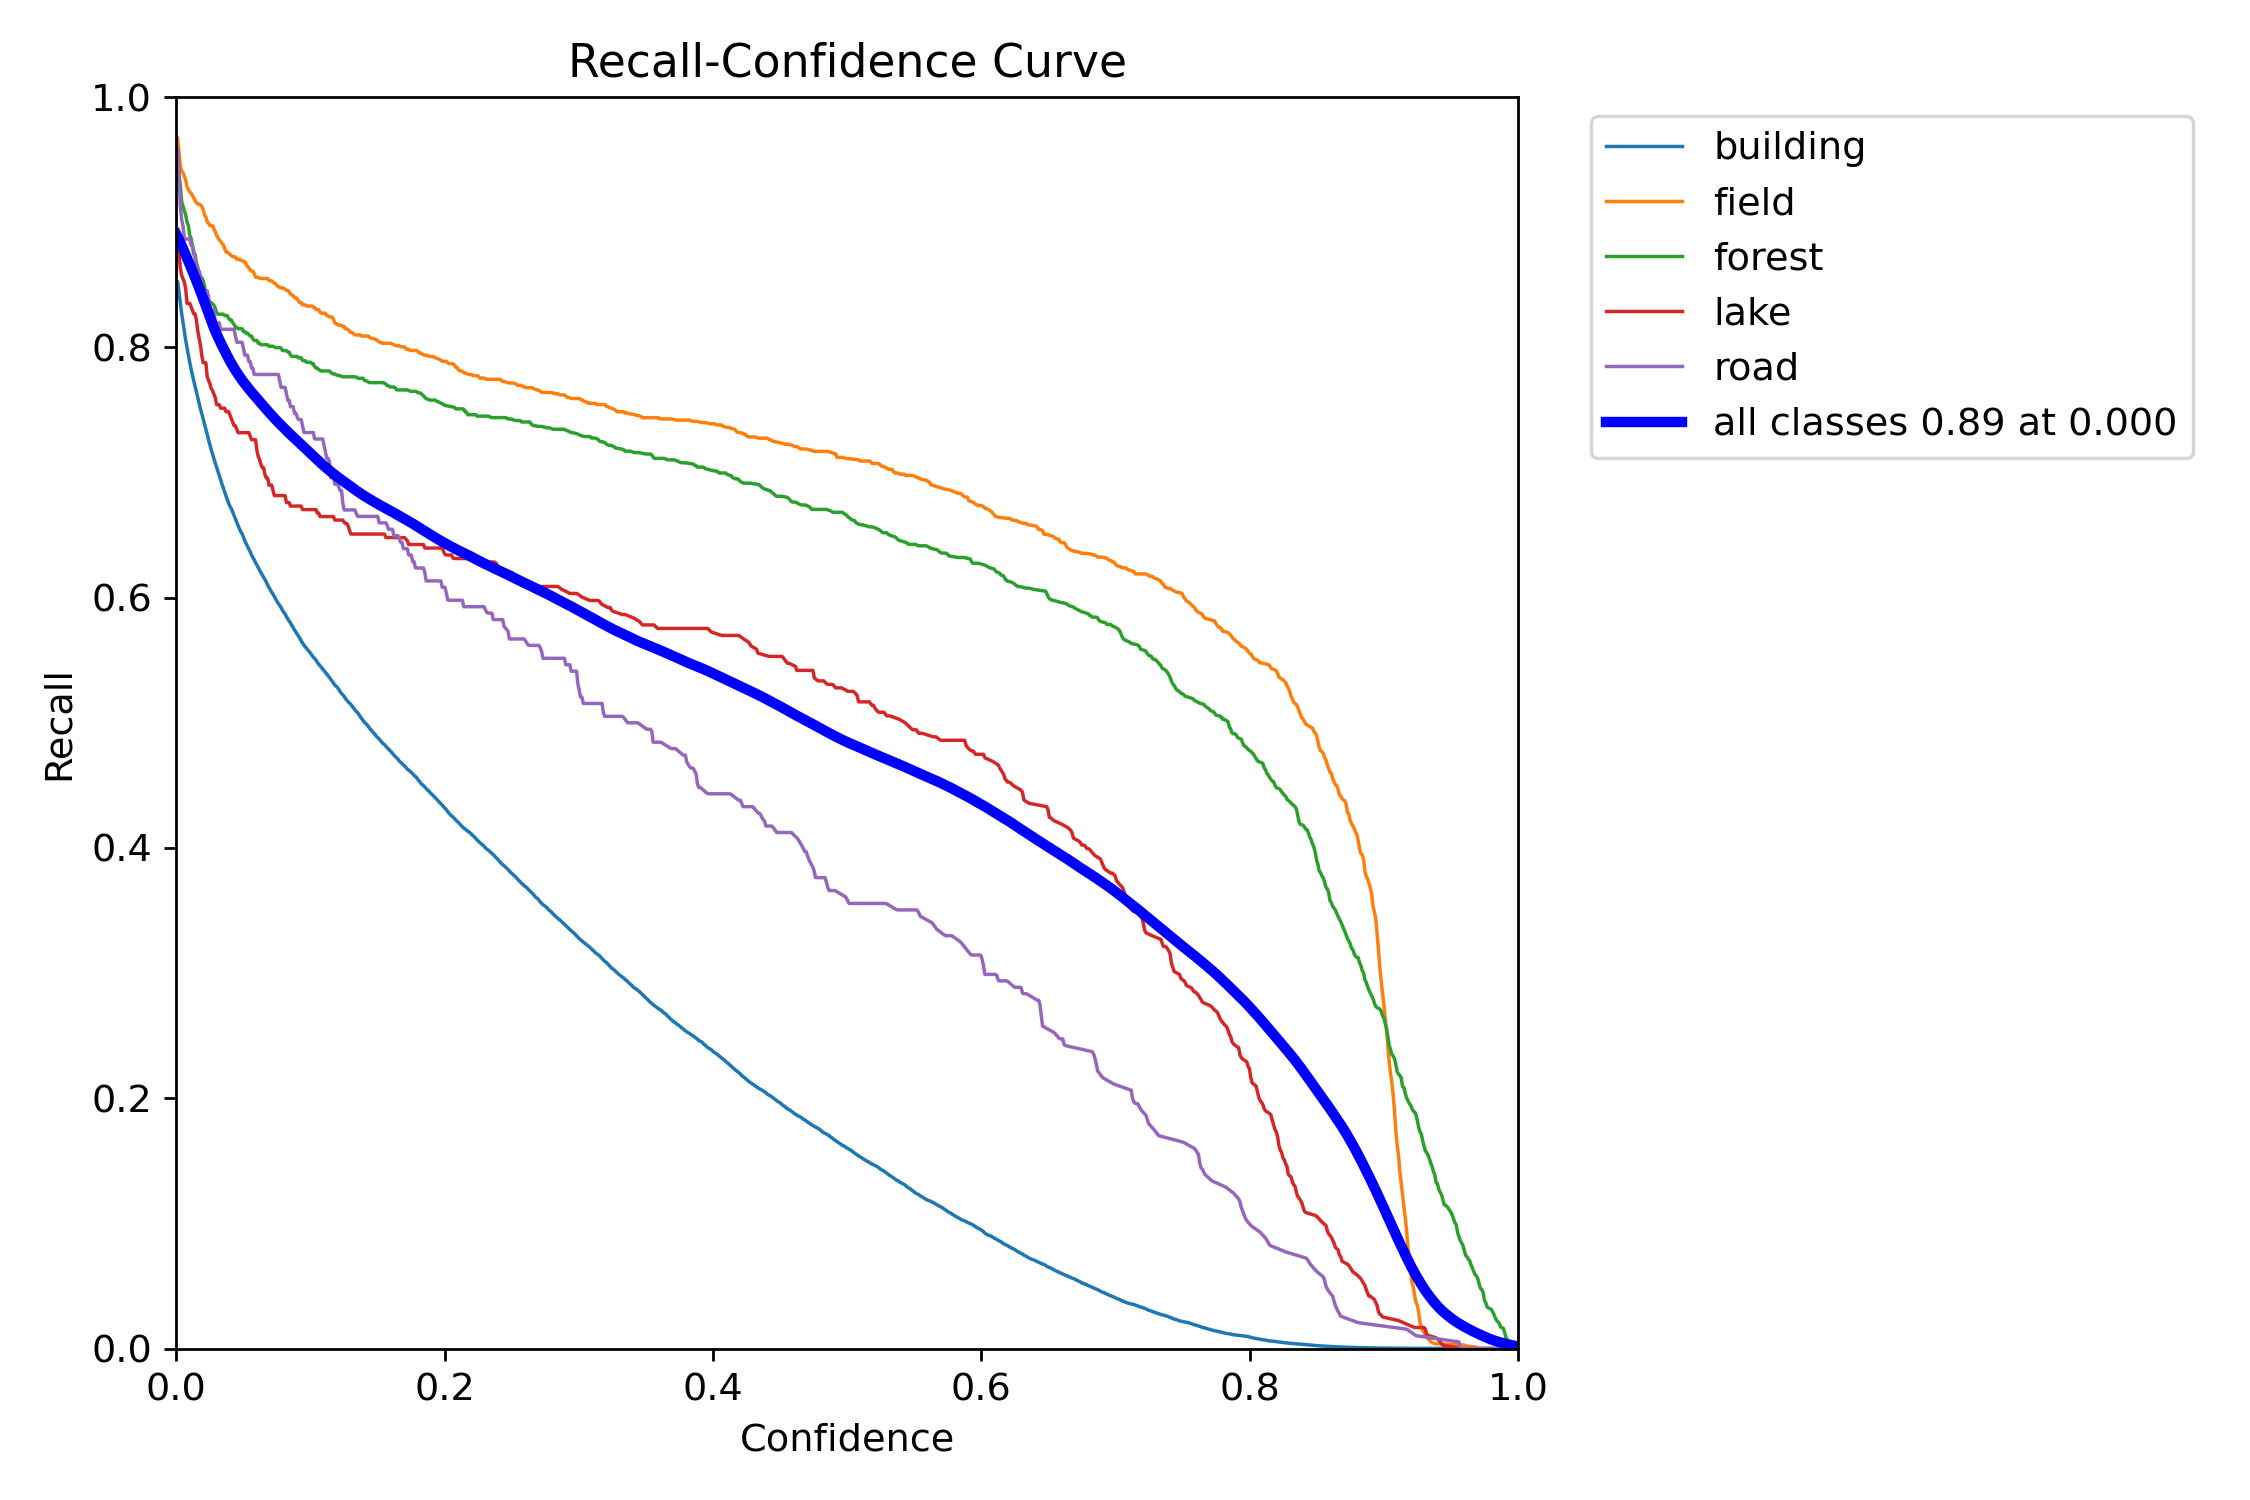 Recall-Confidence Curve
1.0
0.8
0.6
0.4
0.2
0.0
Recall
0.0 0.2 0.4 0.6 0.8 1.0
Confidence
building
field
forest
lake
road
all classes 0.89 at 0.000